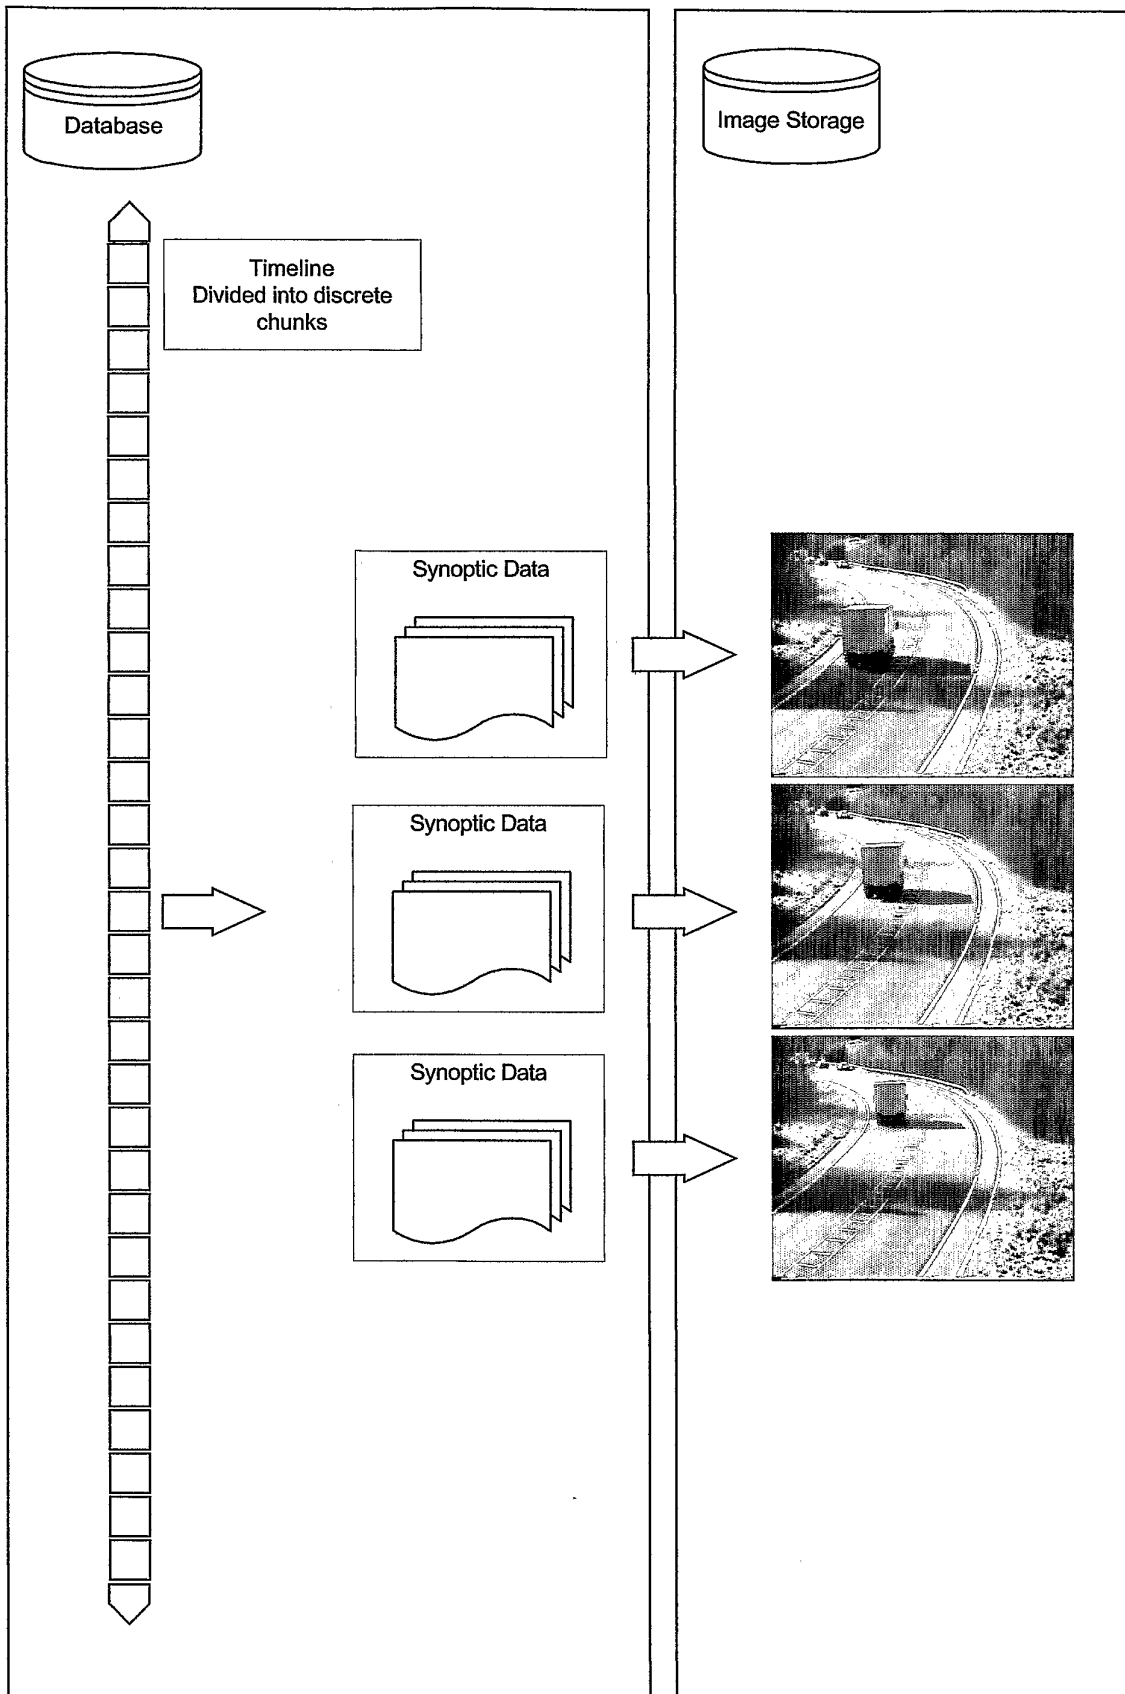 Database
Image Storage
Timeline
Divided into discrete
chunks
Synoptic Data
Synoptic Data
Synoptic Data